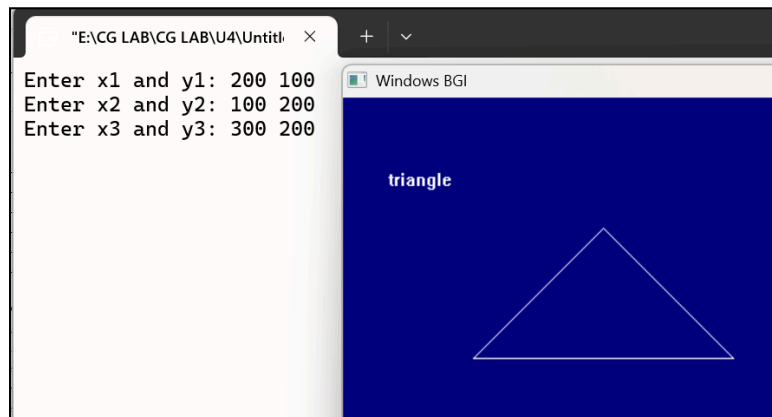 "E:\CG LAB\CG LAB\U4\Untitl
Enter x1 and y1: 200 100
Enter x2 and y2: 100 200
Enter x3 and y3: 300 200
Windows BGI
triangle